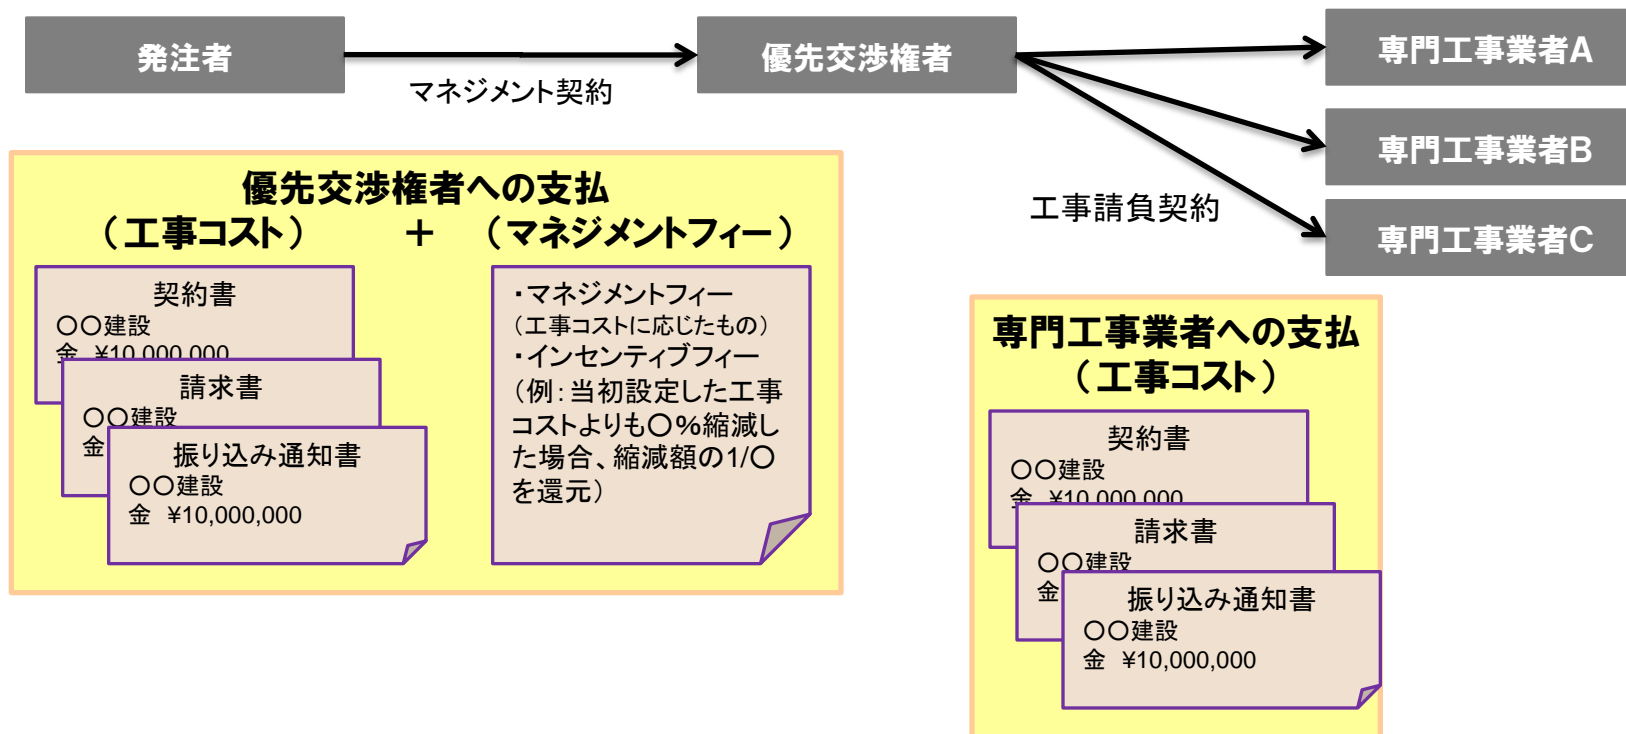 発注者
マネジメント契約
優先交渉権者
専門工事業者A
専門工事業者B
専門工事業者C
工事請負契約
優先交渉権者への支払
（工事コスト） ＋ （マネジメントフィー）
契約書
〇〇建設
金 ¥10,000,000
請求書
〇〇建設
金
振り込み通知書
〇〇建設
金 ¥10,000,000
・マネジメントフィー
（工事コストに応じたもの）
・インセンティブフィー
（例：当初設定した工事
コストよりも〇%縮減し
た場合、縮減額の1/〇
を還元）
専門工事業者への支払
（工事コスト）
契約書
〇〇建設
金 ¥10,000,000
請求書
〇〇建設
金
振り込み通知書
〇〇建設
金 ¥10,000,000